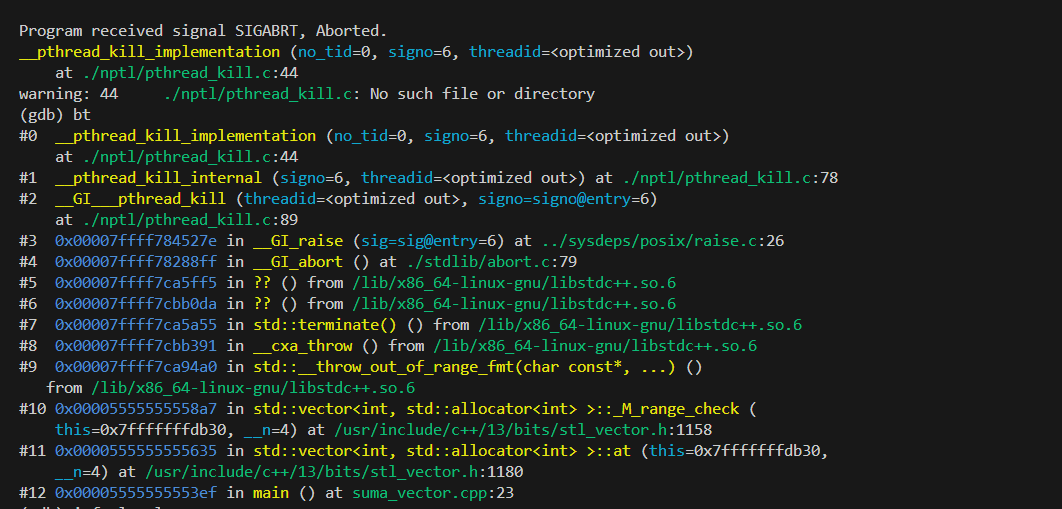 Program received signal SIGABRT, Aborted.
__pthread_kill_implementation (no_tid=0, signo=6, threadid=<optimized out>)
    at ./nptl/pthread_kill.c:44
warning: 44     ./nptl/pthread_kill.c: No such file or directory
(gdb) bt
#0  __pthread_kill_implementation (no_tid=0, signo=6, threadid=<optimized out>)
    at ./nptl/pthread_kill.c:44
#1  __pthread_kill_internal (signo=6, threadid=<optimized out>) at ./nptl/pthread_kill.c:78
#2  __GI___pthread_kill (threadid=<optimized out>, signo=signo@entry=6)
    at ./nptl/pthread_kill.c:89
#3  0x00007ffff784527e in __GI_raise (sig=sig@entry=6) at ../sysdeps/posix/raise.c:26
#4  0x00007ffff78288ff in __GI_abort () at ./stdlib/abort.c:79
#5  0x00007ffff7ca5ff5 in ?? () from /lib/x86_64-linux-gnu/libstdc++.so.6
#6  0x00007ffff7cbb0da in ?? () from /lib/x86_64-linux-gnu/libstdc++.so.6
#7  0x00007ffff7ca5a55 in std::terminate() () from /lib/x86_64-linux-gnu/libstdc++.so.6
#8  0x00007ffff7cbb391 in __cxa_throw () from /lib/x86_64-linux-gnu/libstdc++.so.6
#9  0x00007ffff7ca94a0 in std::__throw_out_of_range_fmt(char const*, ...) ()
   from /lib/x86_64-linux-gnu/libstdc++.so.6
#10 0x00005555555558a7 in std::vector<int, std::allocator<int> >::_M_range_check (
    this=0x7fffffffdb30, __n=4) at /usr/include/c++/13/bits/stl_vector.h:1158
#11 0x0000555555555635 in std::vector<int, std::allocator<int> >::at (this=0x7fffffffdb30,
    __n=4) at /usr/include/c++/13/bits/stl_vector.h:1180
#12 0x00005555555553ef in main () at suma_vector.cpp:23